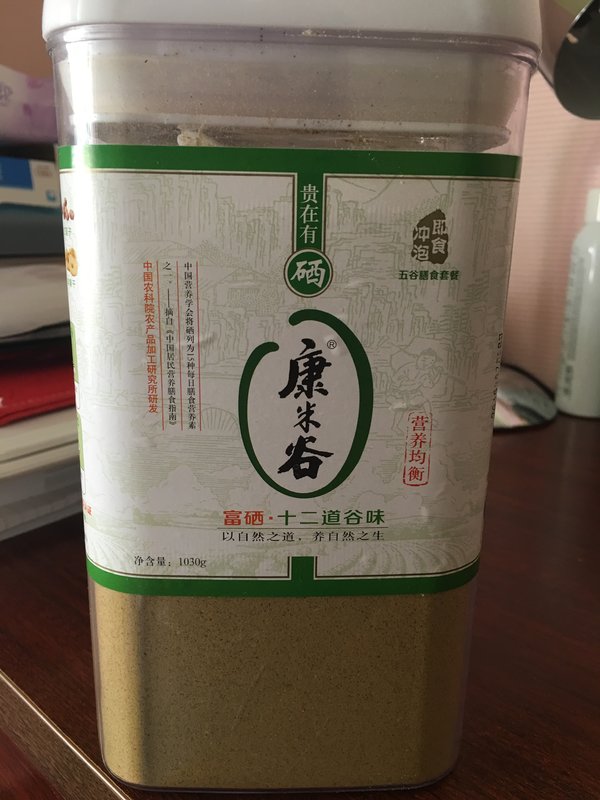 贵在有
硒
即食
冲泡
五谷膳食套餐
中国营养学会将硒列为15种每日膳食营养素
之一。——摘自《中国居民营养膳食指南》
中国农科院农产品加工研究所研发
康米谷®
营养均衡
富硒·十二道谷味
以自然之道，养自然之生
净含量：1030g